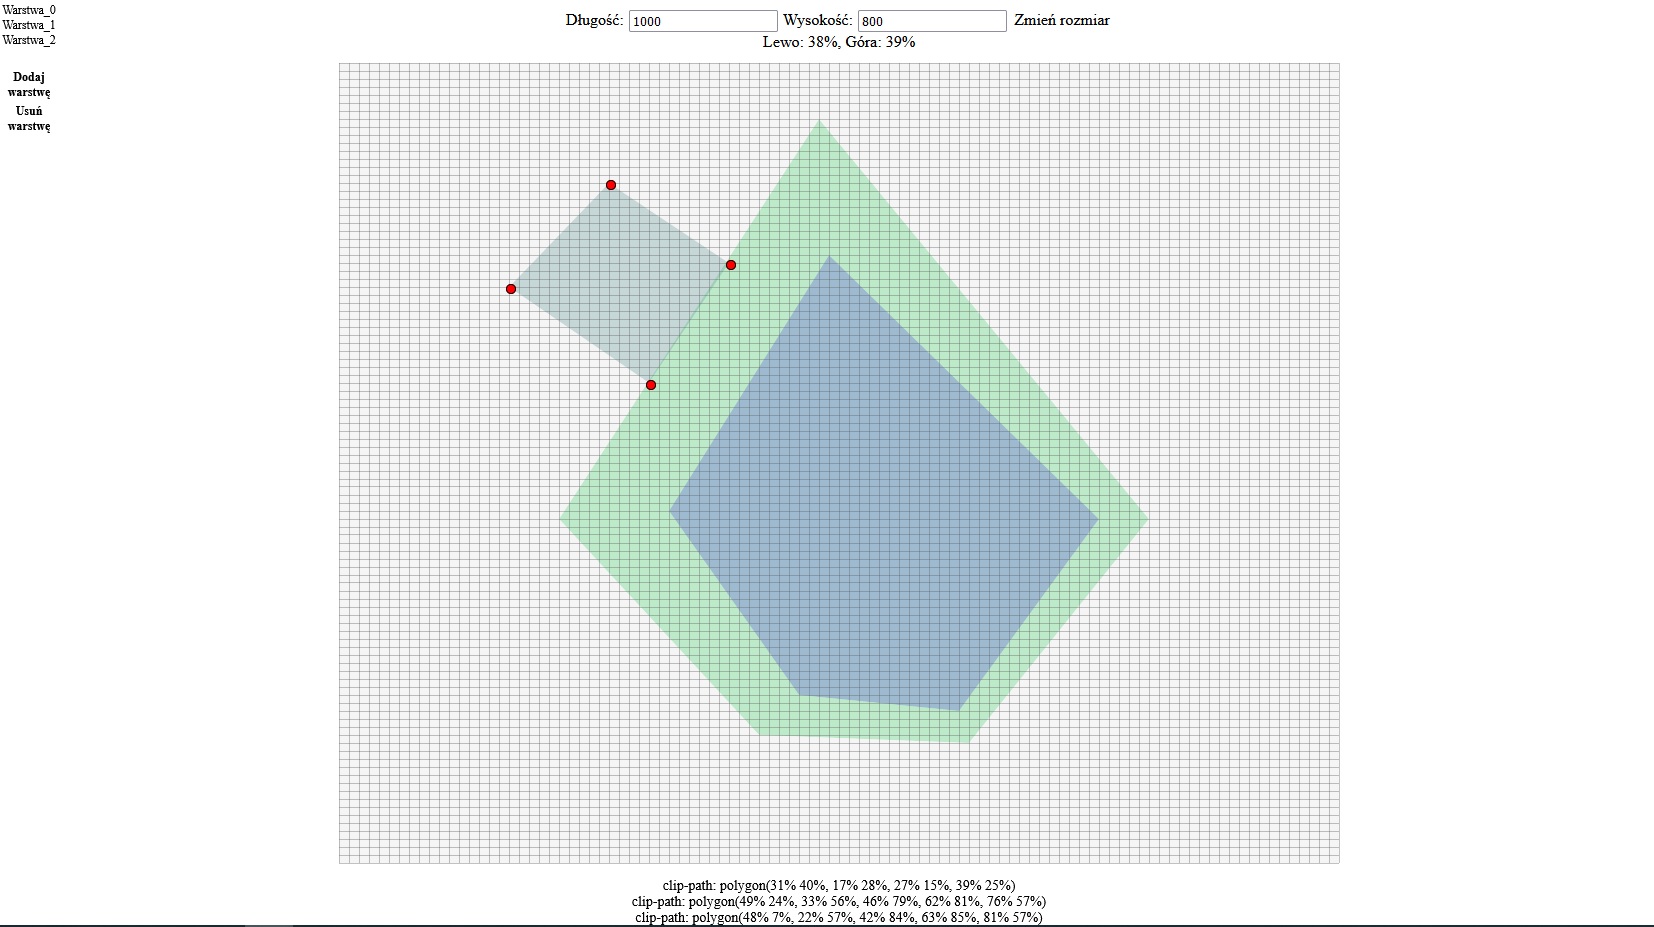 Warstwa_0
Warstwa_1
Warstwa_2
Dodaj
warstwę
Usuń
warstwę
Długość: 1000 Wysokość: 800 Zmień rozmiar
Lewo: 38%, Góra: 39%
clip-path: polygon(31% 40%, 17% 28%, 27% 15%, 39% 25%)
clip-path: polygon(49% 24%, 33% 56%, 46% 79%, 62% 81%, 76% 57%)
clip-path: polygon(48% 7%, 22% 57%, 42% 84%, 63% 85%, 81% 57%)